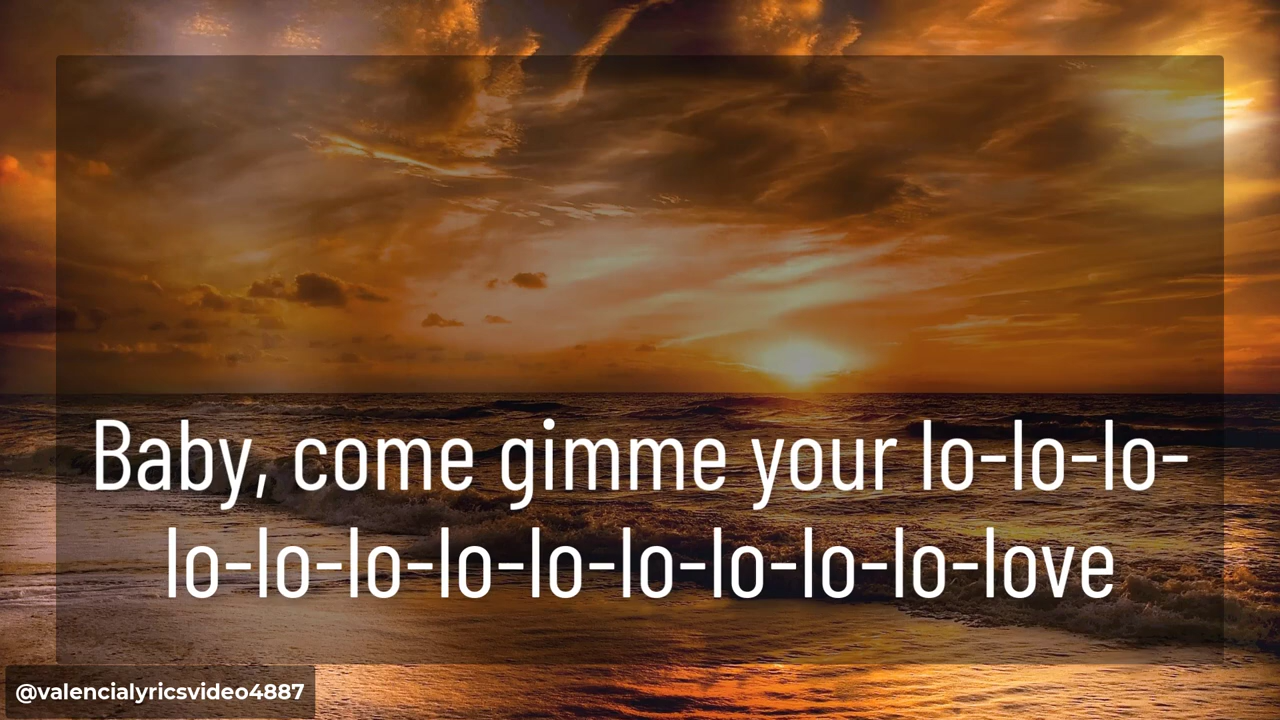 Baby, come gimme your lo-lo-lo-
lo-lo-lo-lo-lo-lo-lo-lo-lo-love
@valencialyricsvideo4887